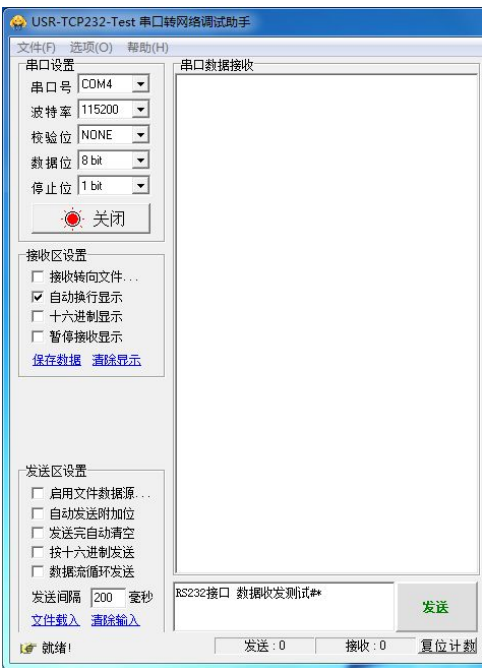 USR-TCP232-Test 串口转网络调试助手
文件(F) 选项(O) 帮助(H)
串口设置
串口号 COM4
波特率 115200
校验位 NONE
数据位 8 bit
停止位 1 bit
关闭
接收区设置
接收转向文件...
自动换行显示
十六进制显示
暂停接收显示
保存数据 清除显示
发送区设置
启用文件数据源...
自动发送附加位
发送完自动清空
按十六进制发送
数据流循环发送
发送间隔 200 毫秒
文件载入 清除输入
串口数据接收
RS232接口 数据收发测试#*
发送
就绪! 发送:0 接收:0 复位计数